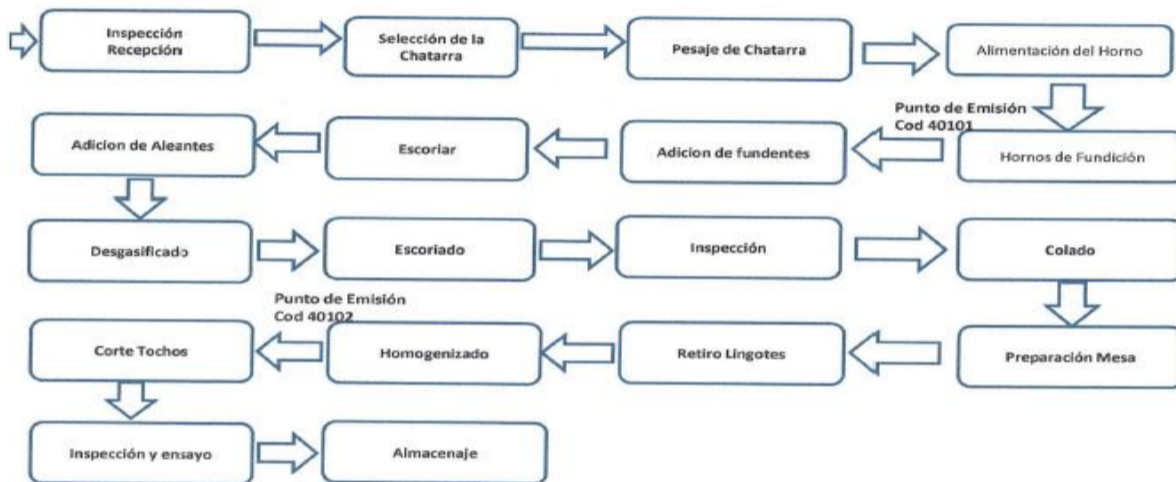 Inspección
Recepción
Selección de la
Chatarra
Pesaje de Chatarra
Alimentación del Horno
Punto de Emisión
Cod 40101
Hornos de Fundición
Adicion de fundentes
Escoriar
Adicion de Aleantes
Desgasificado
Escoriado
Inspección
Colado
Preparación Mesa
Retiro Lingotes
Homogenizado
Punto de Emisión
Cod 40102
Corte Tochos
Inspección y ensayo
Almacenaje